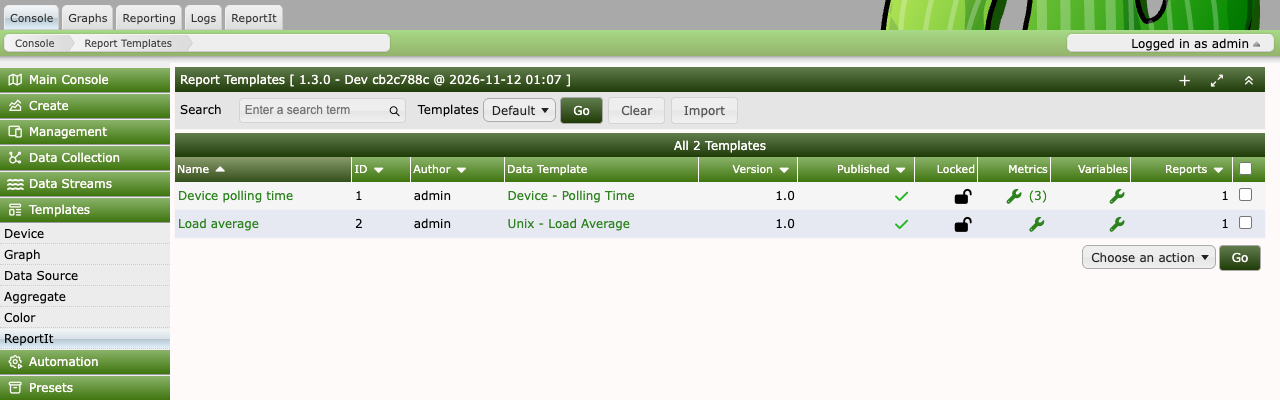 Console Graphs Reporting Logs ReportIt
Console Report Templates Logged in as admin
Main Console
Create
Management
Data Collection
Data Streams
Templates
Device
Graph
Data Source
Aggregate
Color
ReportIt
Automation
Presets
Report Templates [ 1.3.0 - Dev cb2c788c @ 2026-11-12 01:07 ]
Search Enter a search term Templates Default Go Clear Import
All 2 Templates
Name ID Author Data Template Version Published Locked Metrics Variables Reports
Device polling time 1 admin Device - Polling Time 1.0 (3) 1
Load average 2 admin Unix - Load Average 1.0 1
Choose an action Go